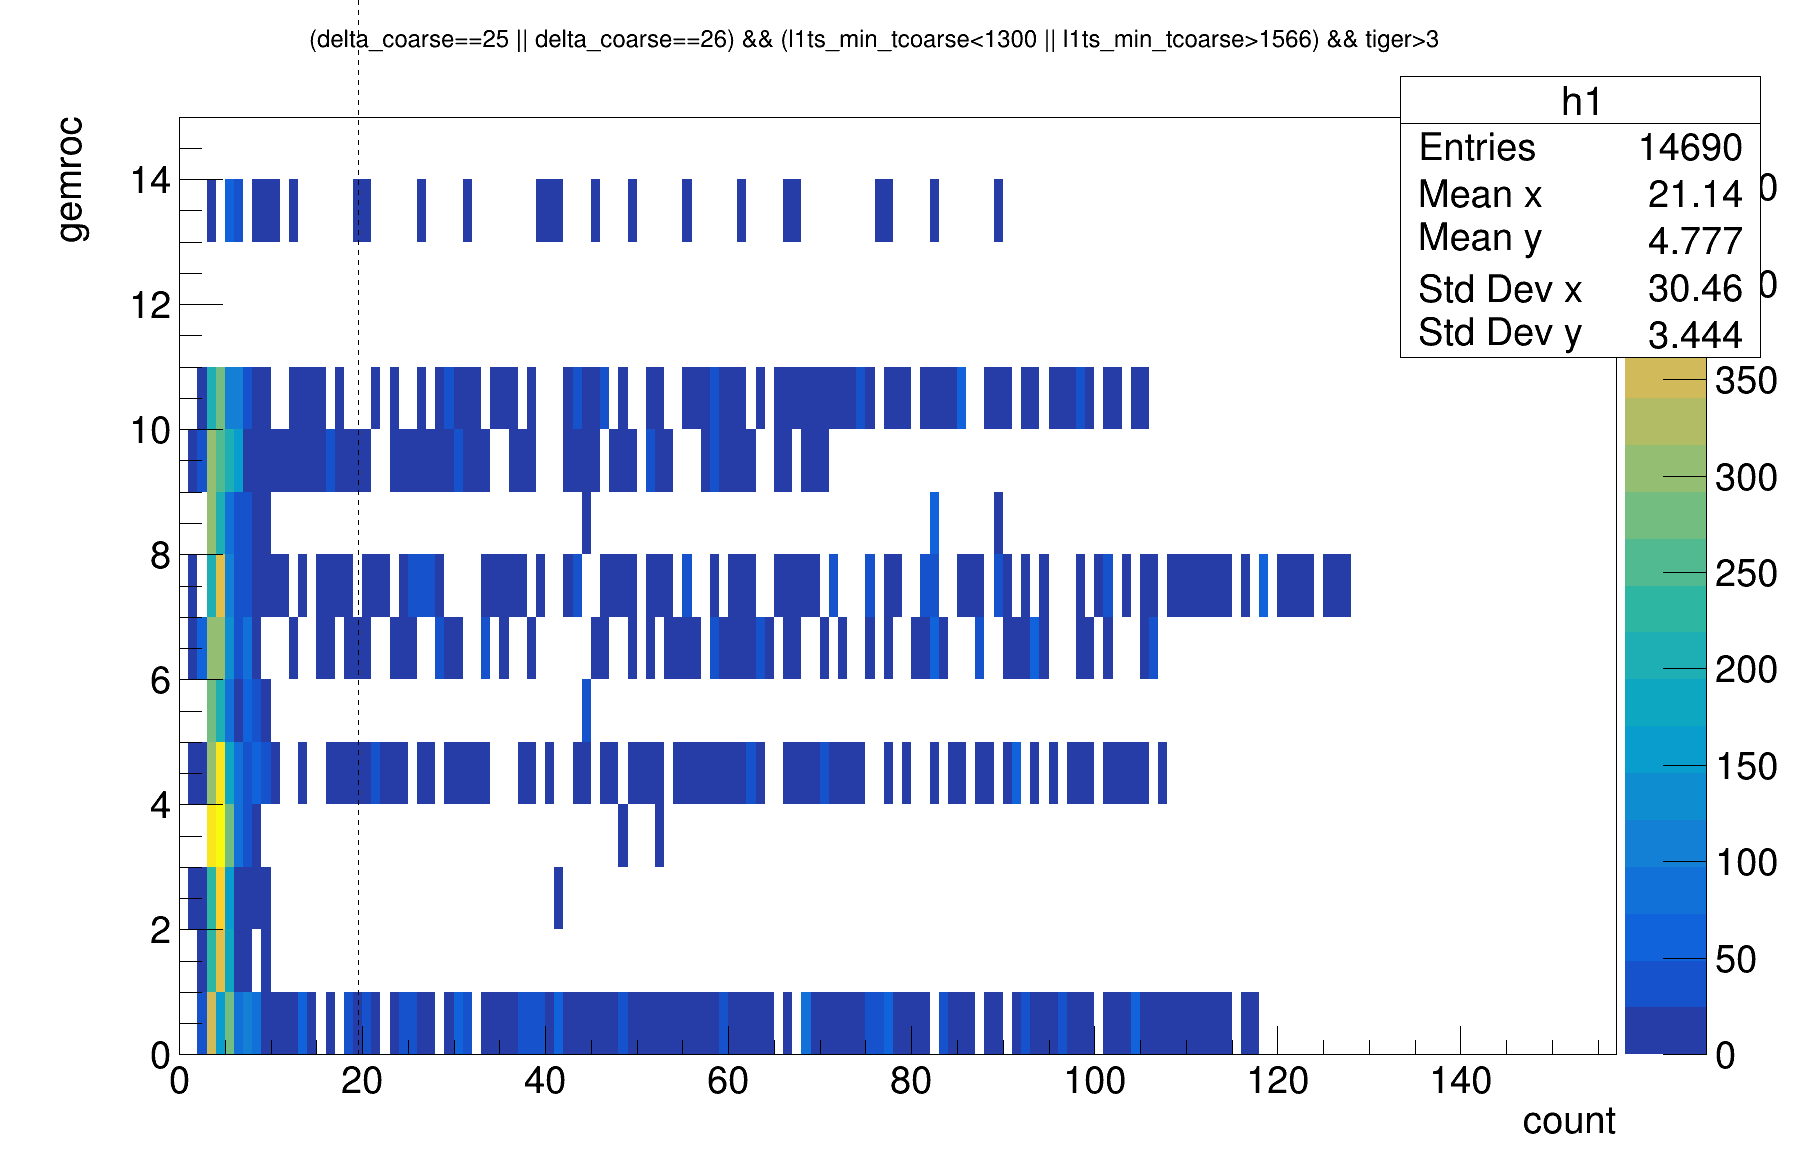 (delta_coarse==25 || delta_coarse==26) && (l1ts_min_tcoarse<1300 || l1ts_min_tcoarse>1566) && tiger>3
h1
Entries 14690
Mean x 21.14
Mean y 4.777
Std Dev x 30.46
Std Dev y 3.444
gemroc
14
12
10
8
6
4
2
0
0 20 40 60 80 100 120 140
count
0
0
350
300
250
200
150
100
50
0